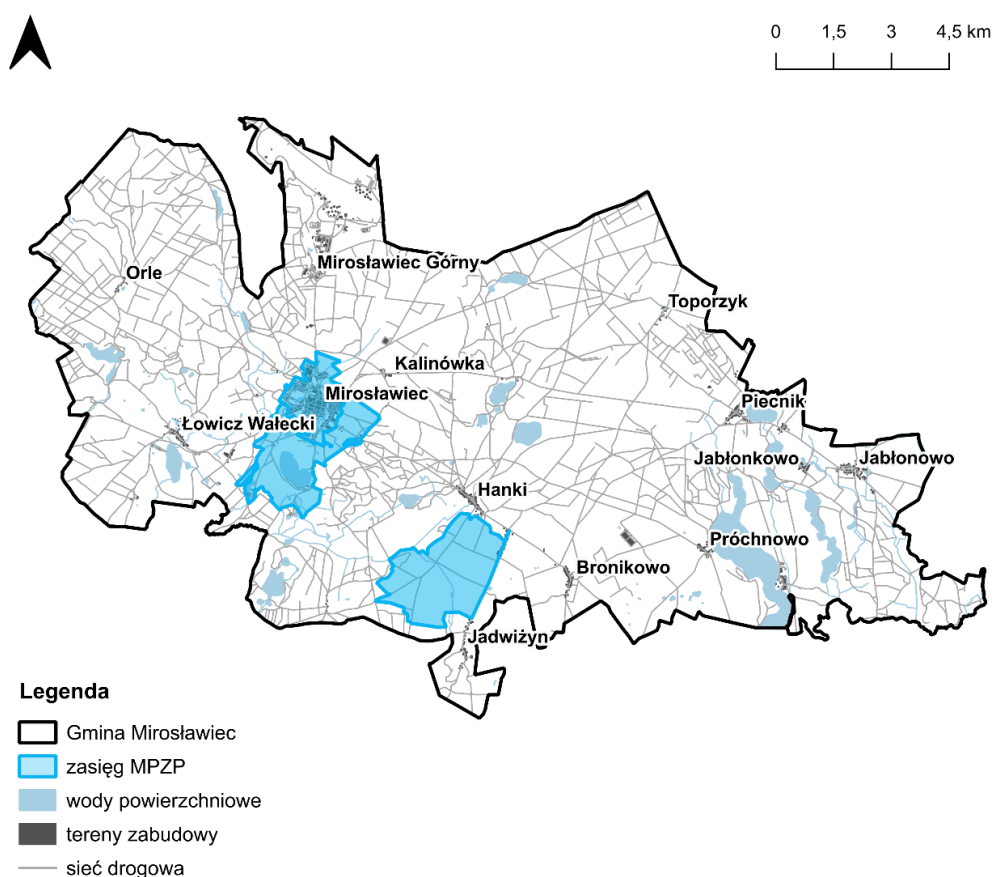 0 1,5 3 4,5 km
Mirosławiec Górny
Orle
Toporzyk
Kalinówka
Mirosławiec
Piecnik
Łowicz Wałecki
Jabłonkowo
Jabłonowo
Hanki
Próchnowo
Bronikowo
Jadwiżyn
Legenda
Gmina Mirosławiec
zasięg MPZP
wody powierzchniowe
tereny zabudowy
sieć drogowa